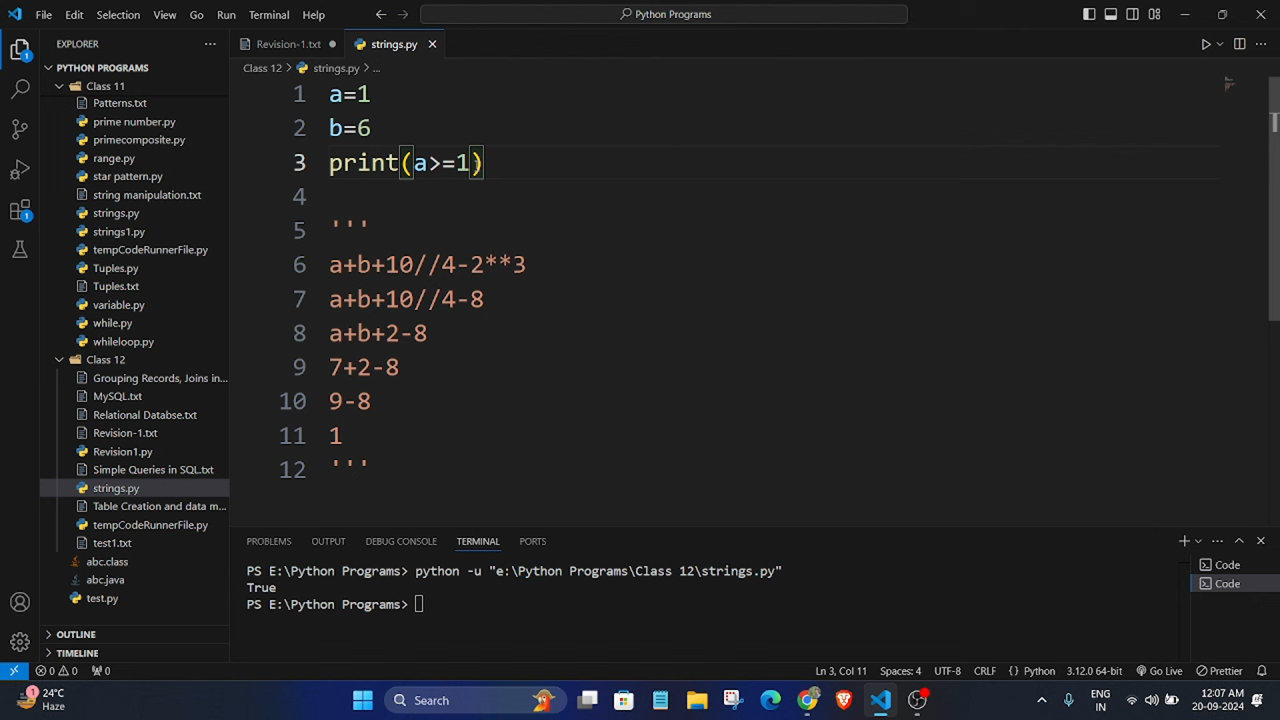 File Edit Selection View Go Run Terminal Help
Python Programs
EXPLORER
PYTHON PROGRAMS
Class 11
Patterns.txt
prime number.py
primecomposite.py
range.py
star pattern.py
string manipulation.txt
strings.py
strings1.py
tempCodeRunnerFile.py
Tuples.py
Tuples.txt
variable.py
while.py
whileloop.py
Class 12
Grouping Records, Joins in...
MySQL.txt
Relational Databse.txt
Revision-1.txt
Revision1.py
Simple Queries in SQL.txt
strings.py
Table Creation and data m...
tempCodeRunnerFile.py
test1.txt
abc.class
abc.java
test.py
OUTLINE
TIMELINE
1
1
Revision-1.txt strings.py
Class 12 > strings.py > ...
1 a=1
2 b=6
3 print(a>=1)
4
5 '''
6 a+b+10//4-2**3
7 a+b+10//4-8
8 a+b+2-8
9 7+2-8
10 9-8
11 1
12 '''
PROBLEMS OUTPUT DEBUG CONSOLE TERMINAL PORTS
PS E:\Python Programs> python -u "e:\Python Programs\Class 12\strings.py"
True
PS E:\Python Programs>
Code
Code
0 0 0 Ln 3, Col 11 Spaces: 4 UTF-8 CRLF {} Python 3.12.0 64-bit Go Live Prettier
1
24°C
Haze
Search
ENG
IN
12:07 AM
20-09-2024